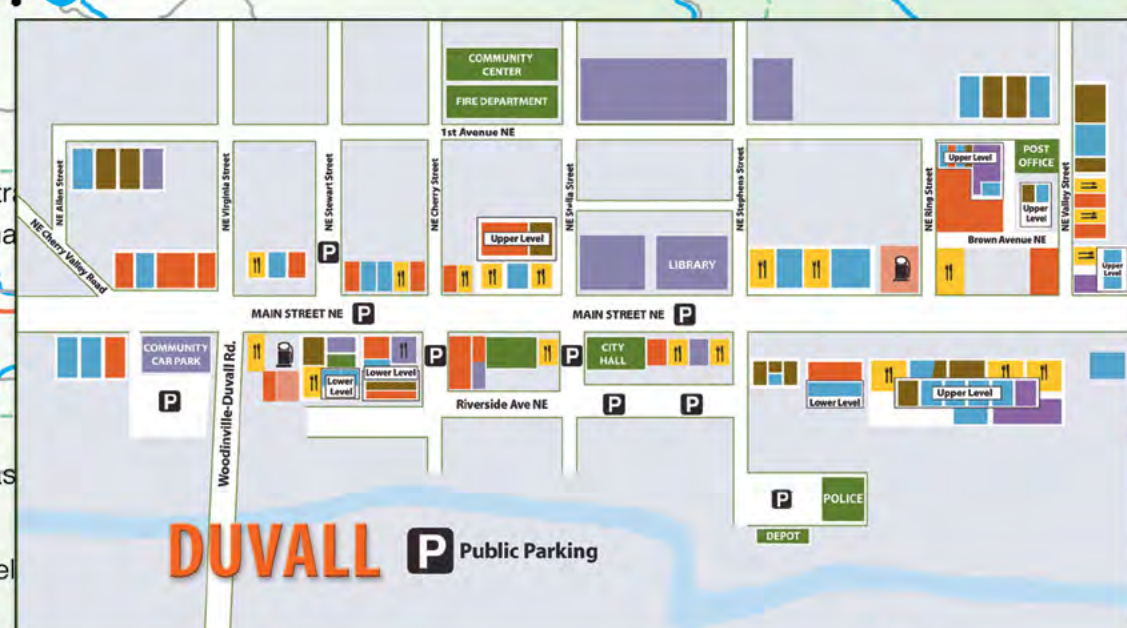 COMMUNITY
CENTER
FIRE DEPARTMENT
1st Avenue NE
NE Allen Street
NE Virginia Street
NE Stewart Street
NE Cherry Street
NE Stella Street
NE Stephens Street
NE Ring Street
NE Valley Street
Upper Level
POST
OFFICE
Upper
Level
Brown Avenue NE
Upper
Level
NE Cherry Valley Road
Upper Level
LIBRARY
P
MAIN STREET NE P
MAIN STREET NE P
COMMUNITY
CAR PARK
P
Woodinville-Duvall Rd.
Lower
Level
Lower Level
P
P
CITY
HALL
Riverside Ave NE
P
P
Lower Level
Upper Level
P
POLICE
DEPOT
DUVALL
P Public Parking